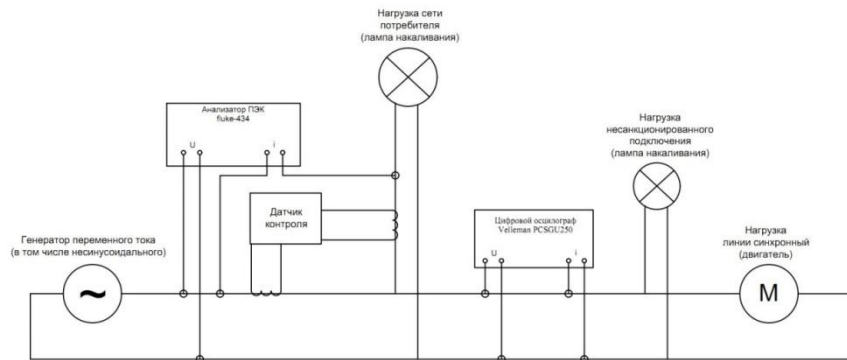 Нагрузка сети
потребителя
(лампа накаливания)
Анализатор ПЭК
fluke-434
U
i
Нагрузка
несанкционированного
подключения
(лампа накаливания)
Датчик
контроля
Цифровой осцилограф
Velleman PCSGU250
U
i
Генератор переменного тока
(в том числе несинусоидального)
Нагрузка
линии синхронный
(двигатель)
~
M